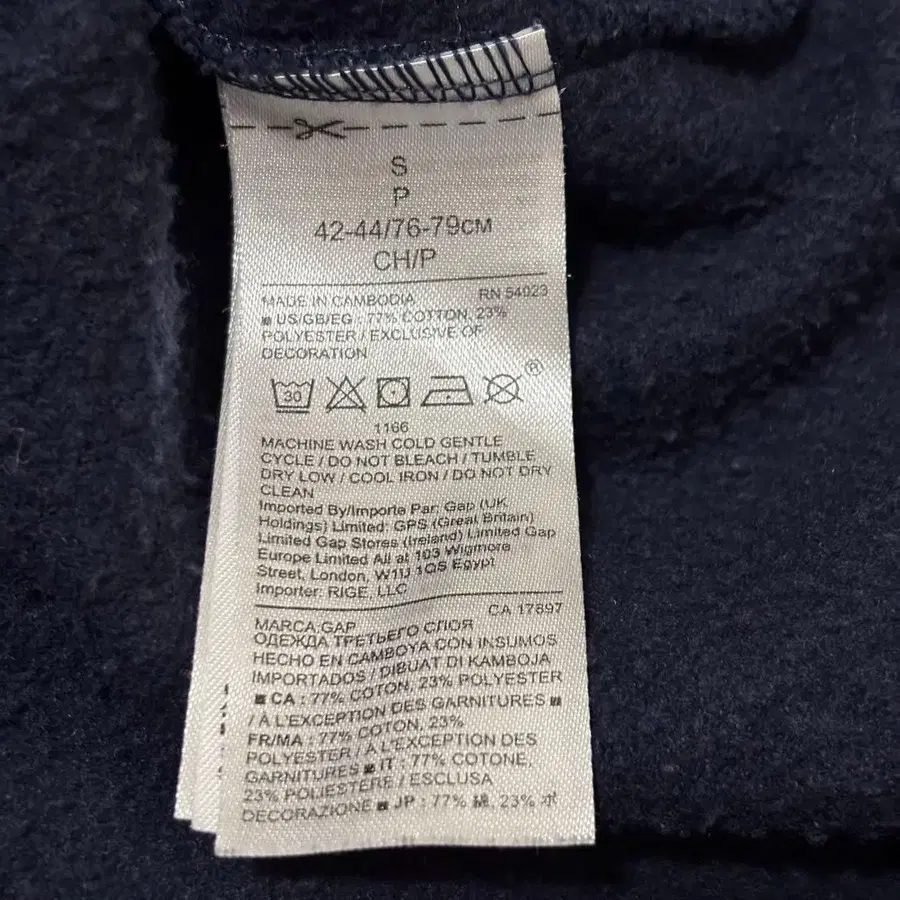 S
P
42-44/76-79CM
CH/P
MADE IN CAMBODIA RN 54023
■ US/GB/EG : 77% COTTON, 23%
POLYESTER / EXCLUSIVE OF
DECORATION
30 ®
1166
MACHINE WASH COLD GENTLE
CYCLE / DO NOT BLEACH / TUMBLE
DRY LOW / COOL IRON / DO NOT DRY
CLEAN
Imported By/Importe Par: Gap (UK
Holdings) Limited: GPS (Great Britain)
Limited Gap Stores (Ireland) Limited Gap
Europe Limited All at 103 Wigmore
Street, London, W1U 1QS Egypt
Importer: RIGE, LLC
MARCA,GAP CA 17897
ОДЕЖДА ТРЕТЬЕГО СЛОЯ
HECHO EN CAMBOYA CON INSUMOS
IMPORTADOS / DIBUAT DI KAMBOJA
■ CA : 77% COTON, 23% POLYESTER
/ À L'EXCEPTION DES GARNITURES ■
FR/MA : 77% COTON, 23%
POLYESTER / À L'EXCEPTION DES
GARNITURES ■ IT : 77% COTONE,
23% POLIESTERE / ESCLUSA
DECORAZIONE ■ JP : 77% 綿, 23% ポ